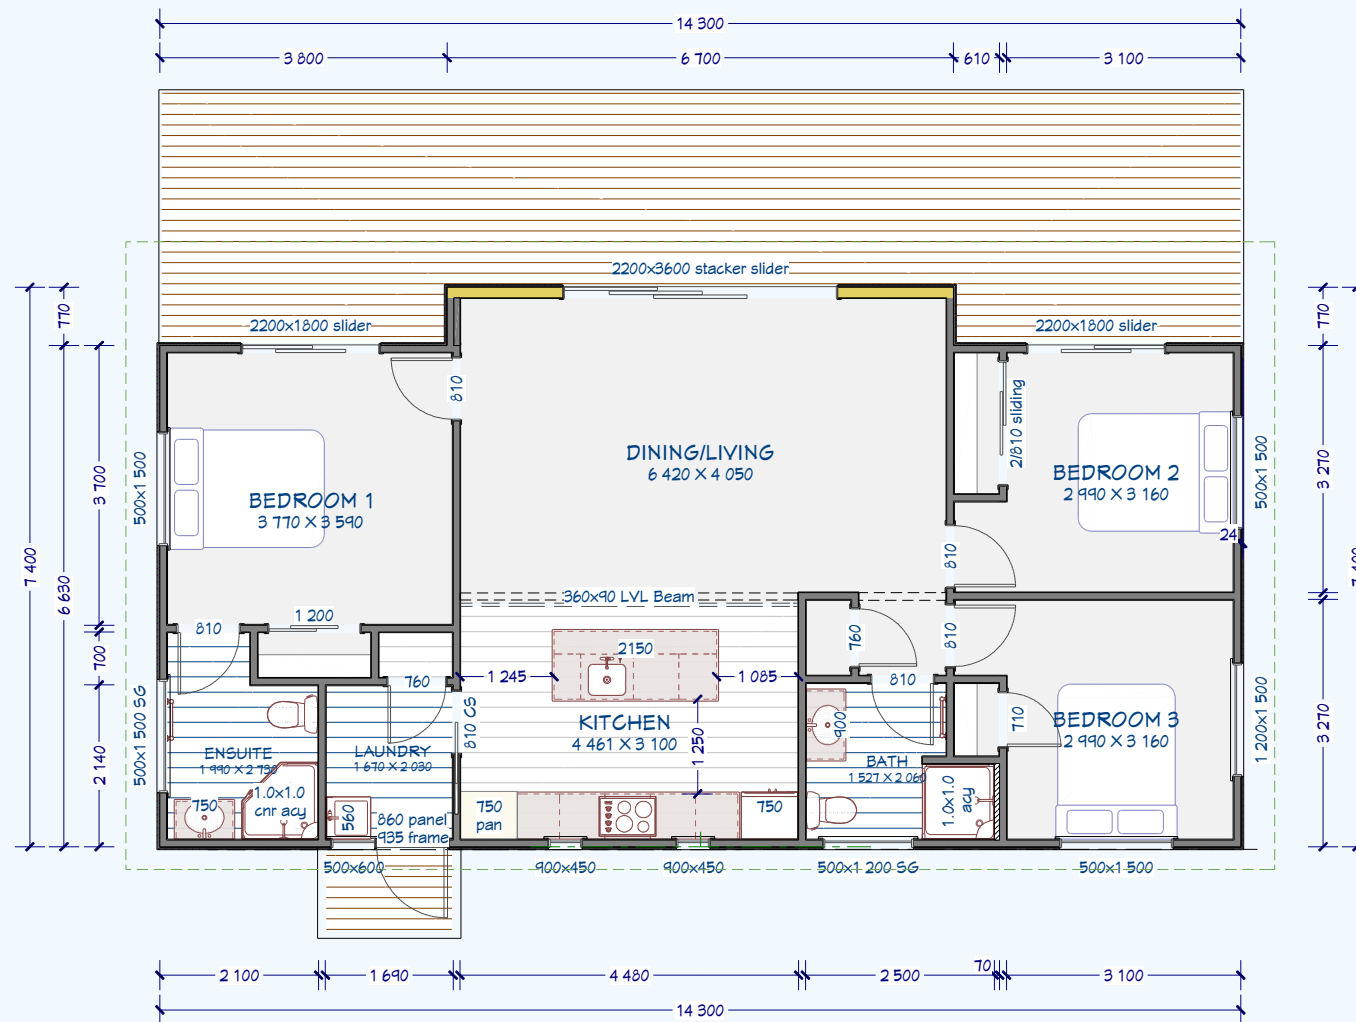 14 300
3 800
6 700
610
3 100
2200x3600 stacker slider
2200x1800 slider
2200x1800 slider
770
770
810
2/810 sliding
DINING/LIVING
6 420 X 4 050
BEDROOM 1
3 770 X 3 590
BEDROOM 2
2 990 X 3 160
500x1 500
500x1 500
3 700
3 270
7 400
6 630
24
810
360x90 LVL Beam
1 200
810
760
810
700
2150
1 245
1 085
760
810
810 CS
KITCHEN
4 461 X 3 100
1 250
900
710
BEDROOM 3
2 990 X 3 160
500x1 500 SG
1 200x1 500
2 140
3 270
ENSUITE
1 990 X 2 730
LAUNDRY
1 670 X 2 030
BATH
1 527 X 2 060
1.0x1.0
cnr acy
750
560
860 panel
935 frame
750
pan
750
1.0x1.0
acy
500x600
900x450
900x450
500x1 200 SG
500x1 500
2 100
1 690
4 480
2 500
70
3 100
14 300